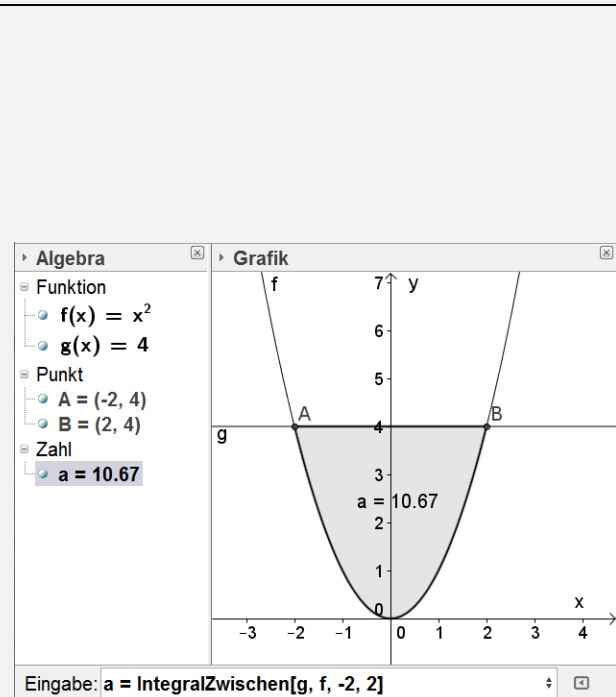 Algebra
Funktion
f(x) = x²
g(x) = 4
Punkt
A = (-2, 4)
B = (2, 4)
Zahl
a = 10.67
Grafik
f
7
y
6
5
A
B
4
g
3
a = 10.67
2
1
x
0
−3 −2 −1 0 1 2 3 4
Eingabe: a = IntegralZwischen[g, f, -2, 2]